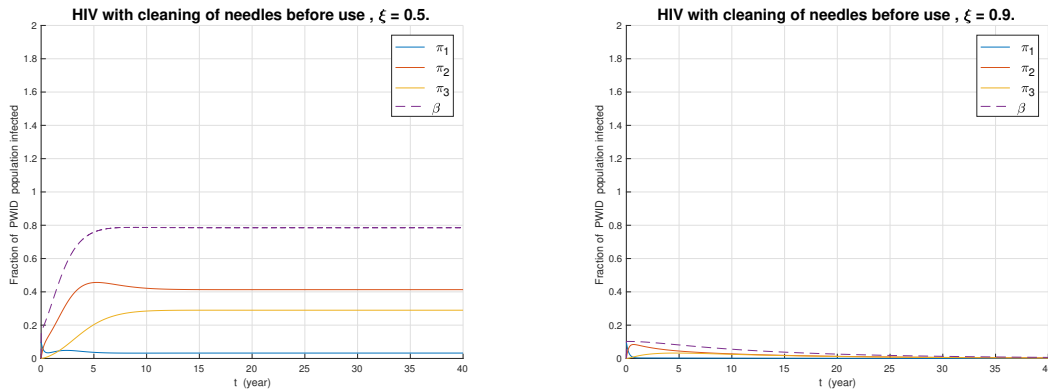 HIV with cleaning of needles before use , ξ = 0.5.
Fraction of PWID population infected
2
1.8
1.6
1.4
1.2
1
0.8
0.6
0.4
0.2
0
0 5 10 15 20 25 30 35 40
t (year)
π1
π2
π3
β
HIV with cleaning of needles before use , ξ = 0.9.
Fraction of PWID population infected
2
1.8
1.6
1.4
1.2
1
0.8
0.6
0.4
0.2
0
0 5 10 15 20 25 30 35 40
t (year)
π1
π2
π3
β